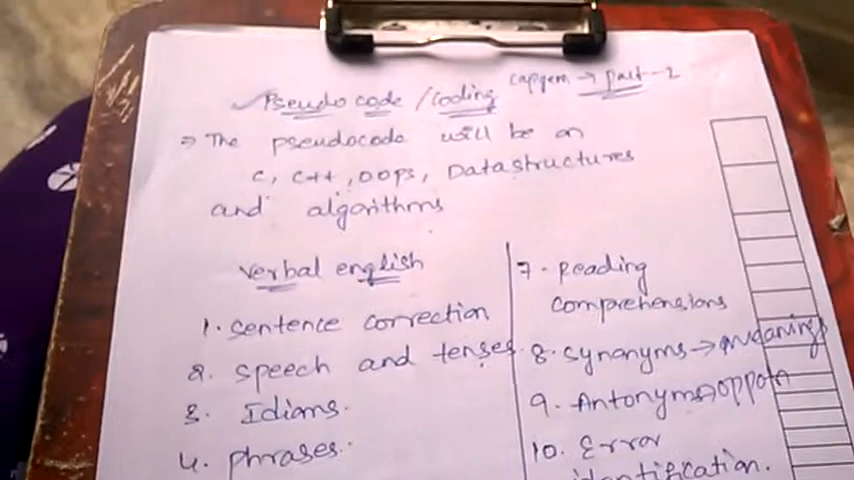 Pseudo code / Coding capgem → part-2
⇒ The pseudocode will be on
C, C++, OOPS, Datastructures
and algorithms
verbal english
1. sentence correction
2. speech and tenses
3. Idioms.
4. phrases.
7. Reading
comprehensions
8. synonyms →
9. Antonyms →
10. Error
identification.